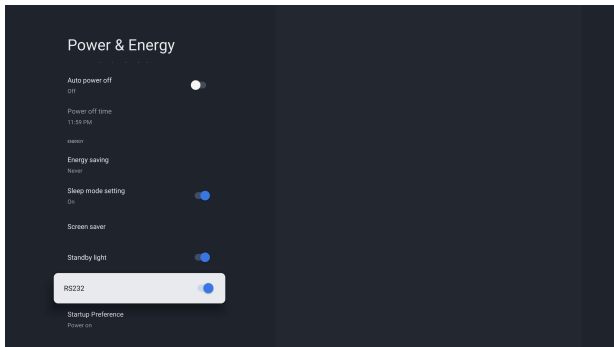 Power & Energy
Auto power off
Off
Power off time
11:59 PM
ENERGY
Energy saving
Never
Sleep mode setting
On
Screen saver
Standby light
RS232
Startup Preference
Power on